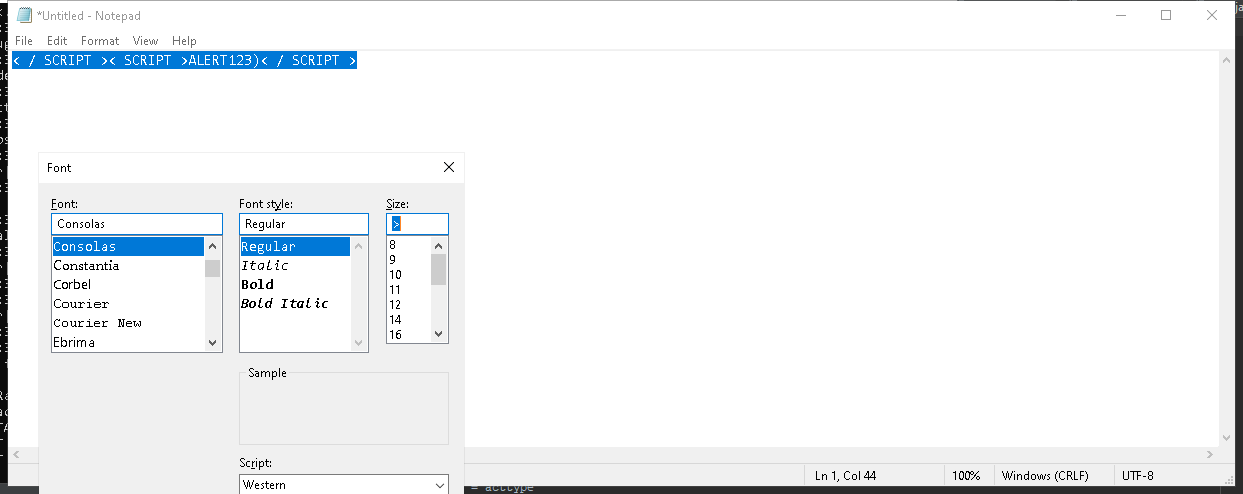 *Untitled - Notepad
File Edit Format View Help
< / SCRIPT >< SCRIPT >ALERT123)< / SCRIPT >
Font
Font: Font style: Size:
Consolas Regular >
Consolas Regular 8
Constantia Italic 9
Corbel Bold 10
Courier Bold Italic 11
Courier New 12
Ebrima 14
16
Sample
Script:
Western
Ln 1, Col 44 100% Windows (CRLF) UTF-8
= acctype